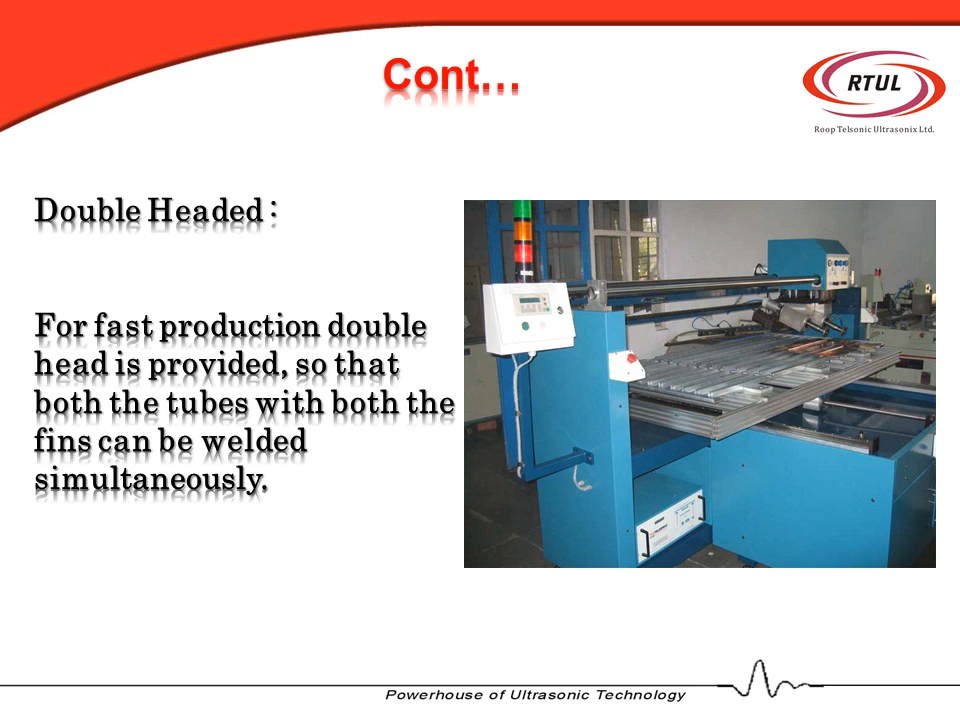 Cont...
RTUL
Roop Telsonic Ultrasonix Ltd.
Double Headed :
For fast production double
head is provided, so that
both the tubes with both the
fins can be welded
simultaneously.
Powerhouse of Ultrasonic Technology